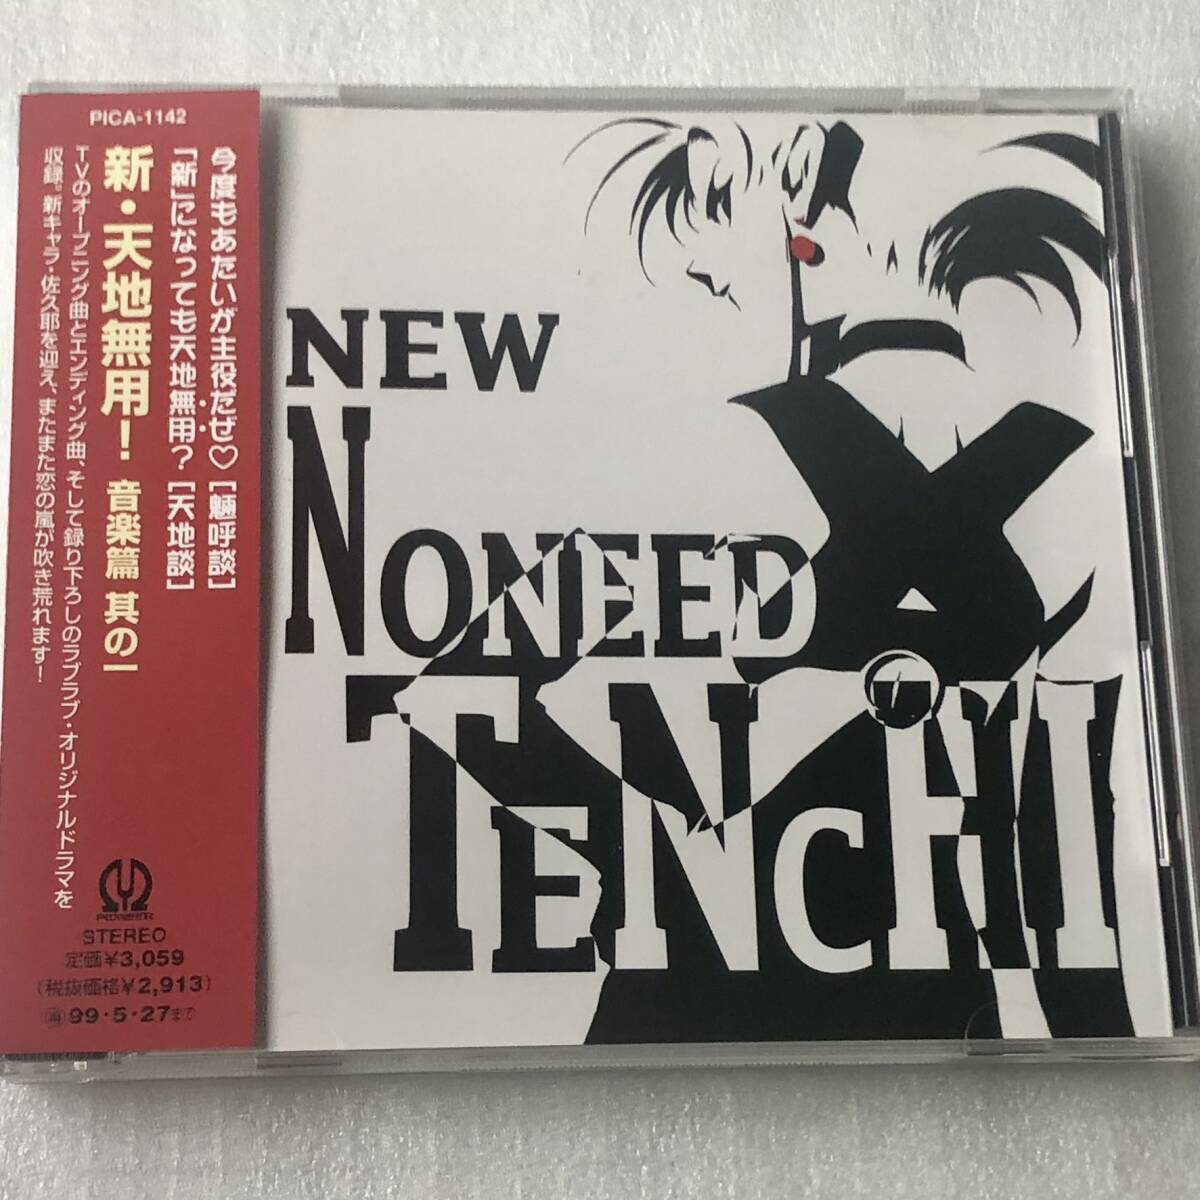 PICA-1142
今度もあたいが主役だぜ♡[魎呼談]
「新」になっても天地無用?[天地談]
新・天地無用! 音楽篇 其の一
TVのオープニング曲とエンディング曲、そして録り下ろしのラブラブ・オリジナルドラマを
収録。新キャラ・佐久耶を迎え、またまた恋の嵐が吹き荒れます!
PIONEER
STEREO
定価¥3,059
(税抜価格¥2,913)
再 99・5・27まで
NEW
NONEED
TENCHI